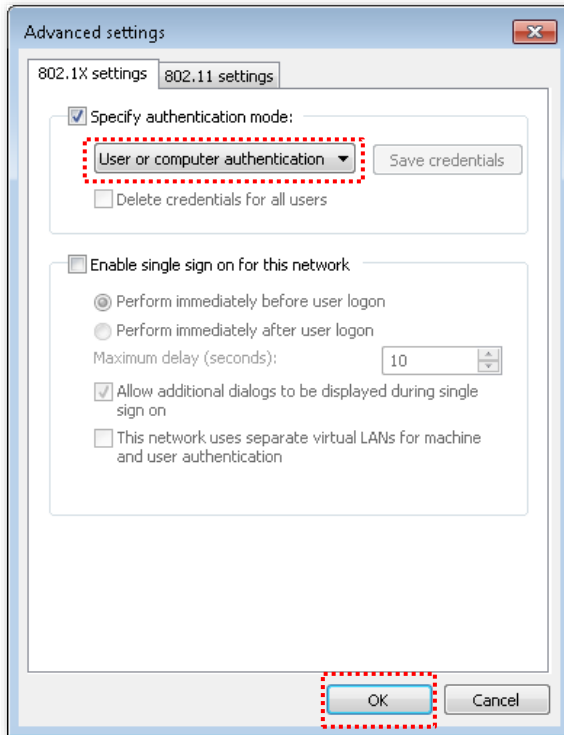 Advanced settings
802.1X settings 802.11 settings
Specify authentication mode:
User or computer authentication Save credentials
Delete credentials for all users
Enable single sign on for this network
Perform immediately before user logon
Perform immediately after user logon
Maximum delay (seconds): 10
Allow additional dialogs to be displayed during single
sign on
This network uses separate virtual LANs for machine
and user authentication
OK Cancel